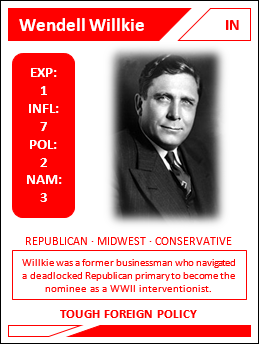 Wendell Willkie
IN
EXP:
1
INFL:
7
POL:
2
NAM:
3
REPUBLICAN · MIDWEST · CONSERVATIVE
Willkie was a former businessman who navigated
a deadlocked Republican primary to become the
nominee as a WWII interventionist.
TOUGH FOREIGN POLICY